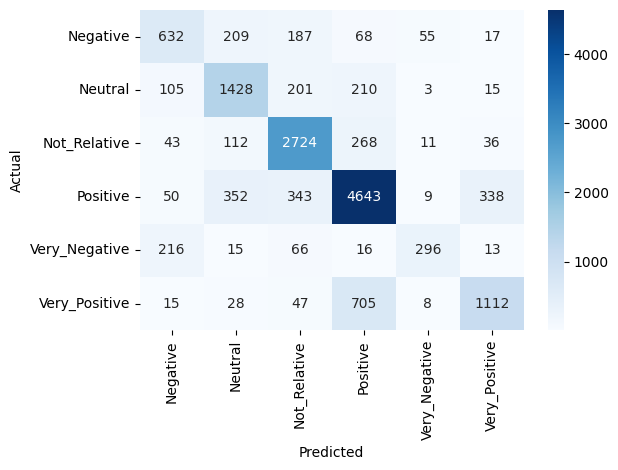 Negative 632 209 187 68 55 17
Neutral 105 1428 201 210 3 15
Not_Relative 43 112 2724 268 11 36
Positive 50 352 343 4643 9 338
Very_Negative 216 15 66 16 296 13
Very_Positive 15 28 47 705 8 1112
Actual
Negative
Neutral
Not_Relative
Positive
Very_Negative
Very_Positive
Predicted
4000
3000
2000
1000